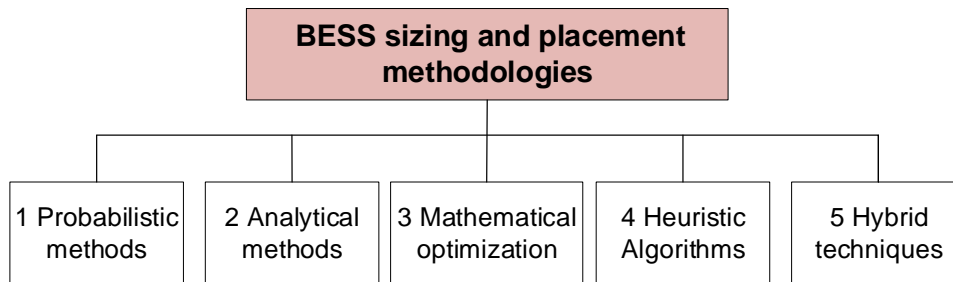 BESS sizing and placement
methodologies
1 Probabilistic
methods
2 Analytical
methods
3 Mathematical
optimization
4 Heuristic
Algorithms
5 Hybrid
techniques